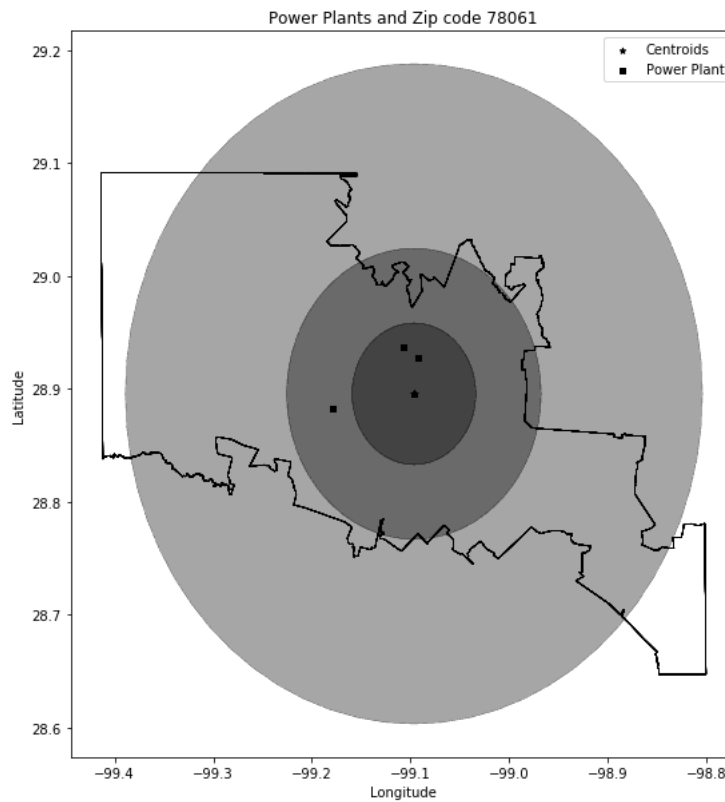 Power Plants and Zip code 78061
Centroids
Power Plant
29.2
29.1
29.0
28.9
28.8
28.7
28.6
Latitude
−99.4 −99.3 −99.2 −99.1 −99.0 −98.9 −98.8
Longitude